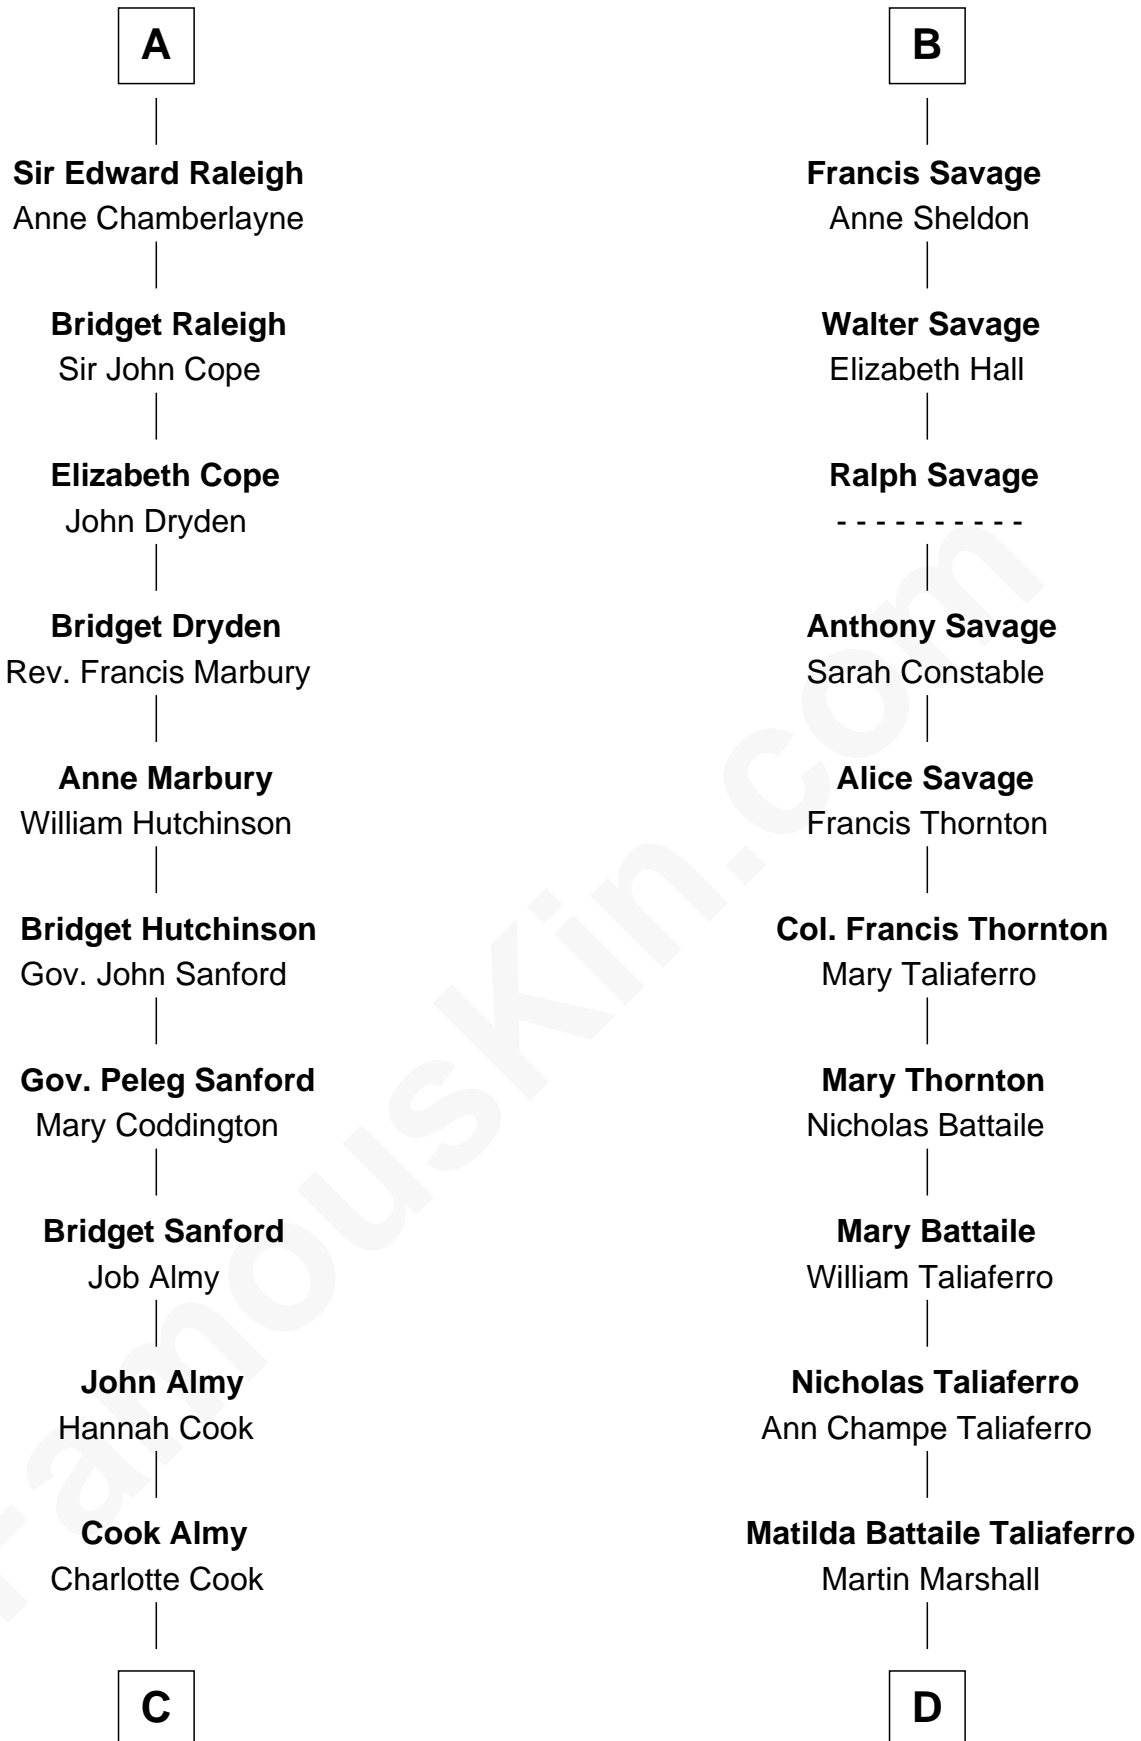 A
Sir Edward Raleigh
Anne Chamberlayne
Bridget Raleigh
Sir John Cope
Elizabeth Cope
John Dryden
Bridget Dryden
Rev. Francis Marbury
Anne Marbury
William Hutchinson
Bridget Hutchinson
Gov. John Sanford
Gov. Peleg Sanford
Mary Coddington
Bridget Sanford
Job Almy
John Almy
Hannah Cook
Cook Almy
Charlotte Cook
C
B
Francis Savage
Anne Sheldon
Walter Savage
Elizabeth Hall
Ralph Savage
- - - - - - - - - -
Anthony Savage
Sarah Constable
Alice Savage
Francis Thornton
Col. Francis Thornton
Mary Taliaferro
Mary Thornton
Nicholas Battaile
Mary Battaile
William Taliaferro
Nicholas Taliaferro
Ann Champe Taliaferro
Matilda Battaile Taliaferro
Martin Marshall
D
FamousKin.com